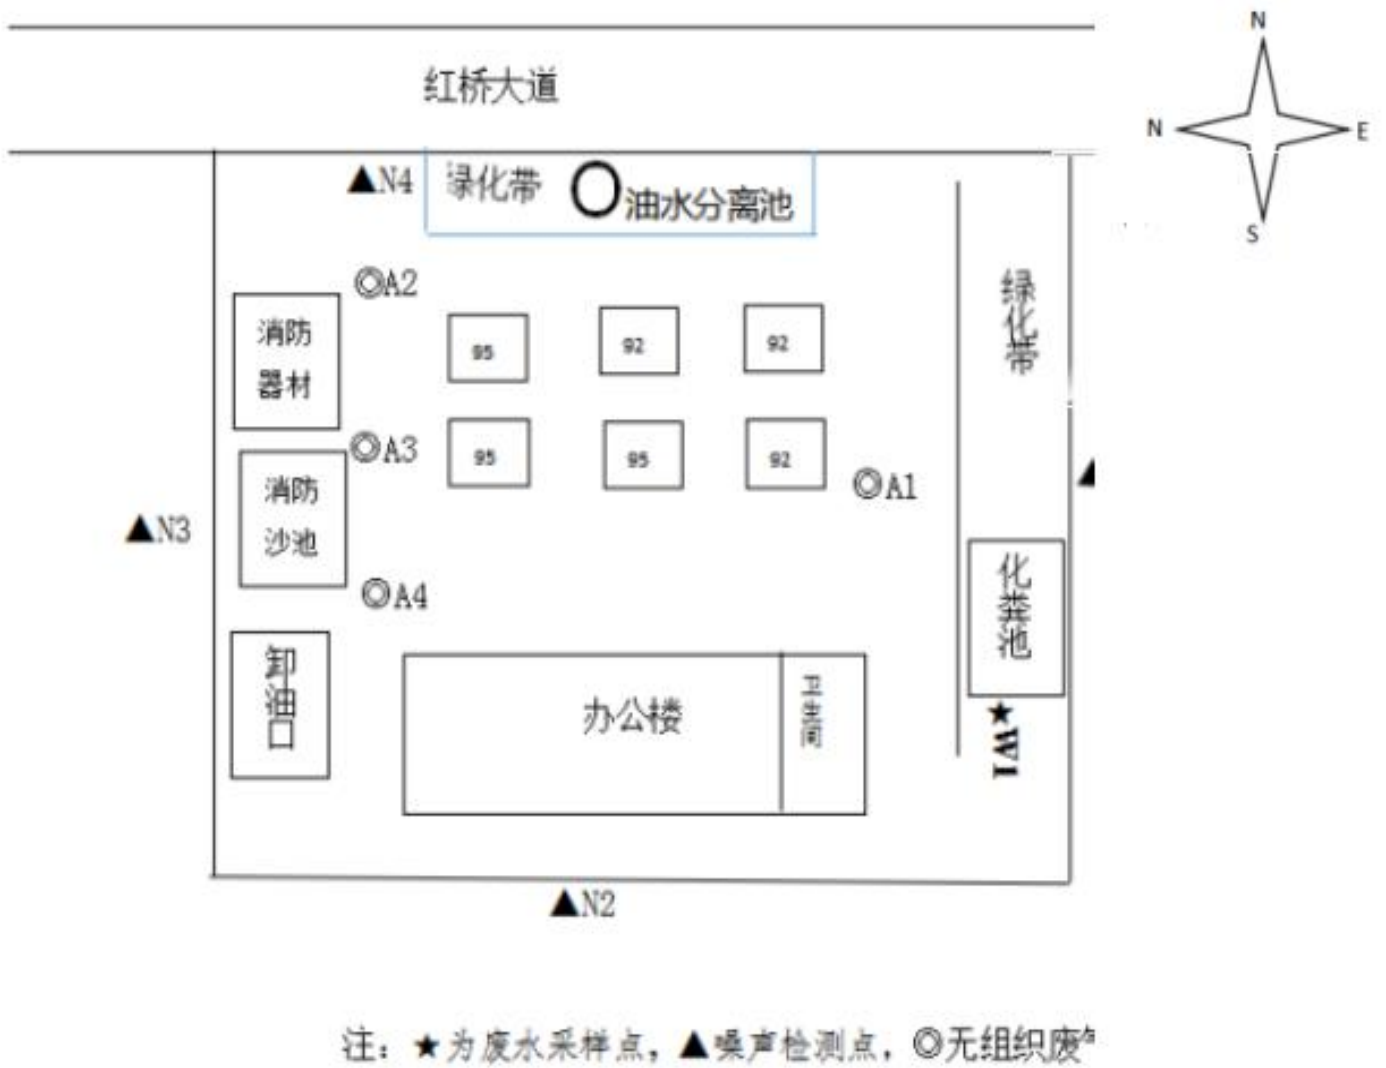 N
红桥大道
N
E
▲N4
绿化带
油水分离池
S
◎A2
绿化带
消防
器材
95
92
92
◎A3
95
95
92
◎A1
消防
沙池
▲N3
▲
化粪池
◎A4
卸油口
办公楼
卫生间
★W1
▲N2
注：★为废水采样点，▲噪声检测点，◎无组织废